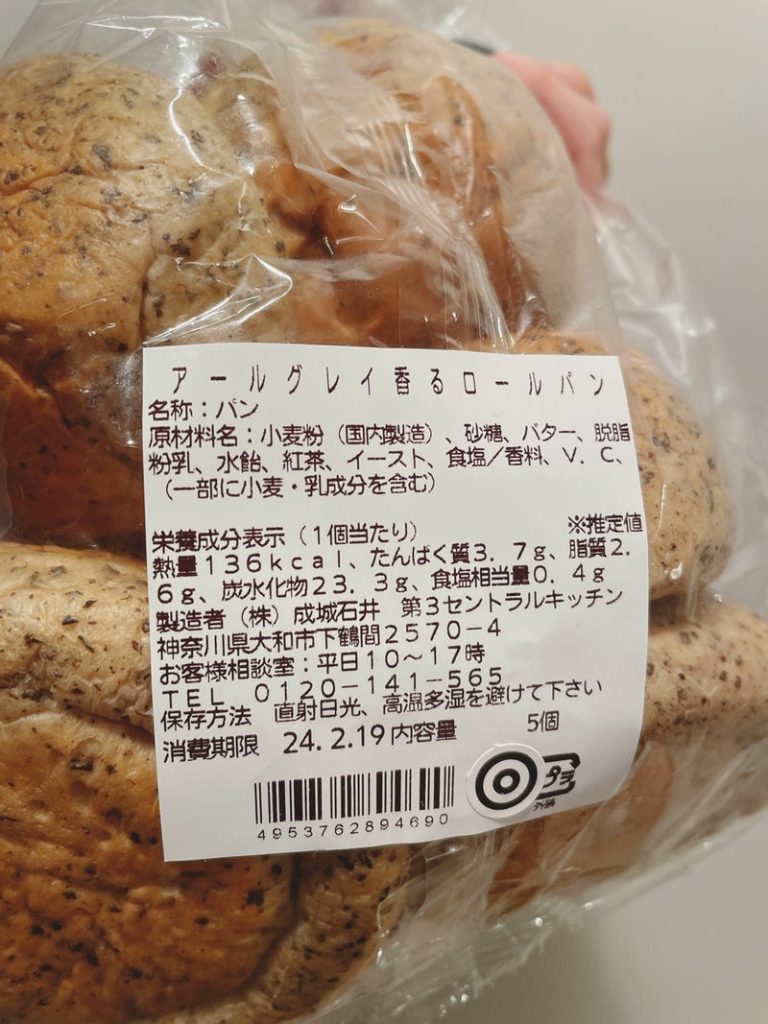 アールグレイ香るロールパン
名称：パン
原材料名：小麦粉（国内製造）、砂糖、バター、脱脂
粉乳、水飴、紅茶、イースト、食塩／香料、V．C、
（一部に小麦・乳成分を含む）
栄養成分表示（１個当たり） ※推定値
熱量１３６ｋｃａｌ、たんぱく質３．７ｇ、脂質２．
６ｇ、炭水化物２３．３ｇ、食塩相当量０．４ｇ
製造者（株）成城石井　第３セントラルキッチン
神奈川県大和市下鶴間２５７０－４
お客様相談室：平日１０～１７時
ＴＥＬ　０１２０－１４１－５６５
保存方法　直射日光、高温多湿を避けて下さい
消費期限　24.2.19 内容量　5個
プラ
外装
4953762894690